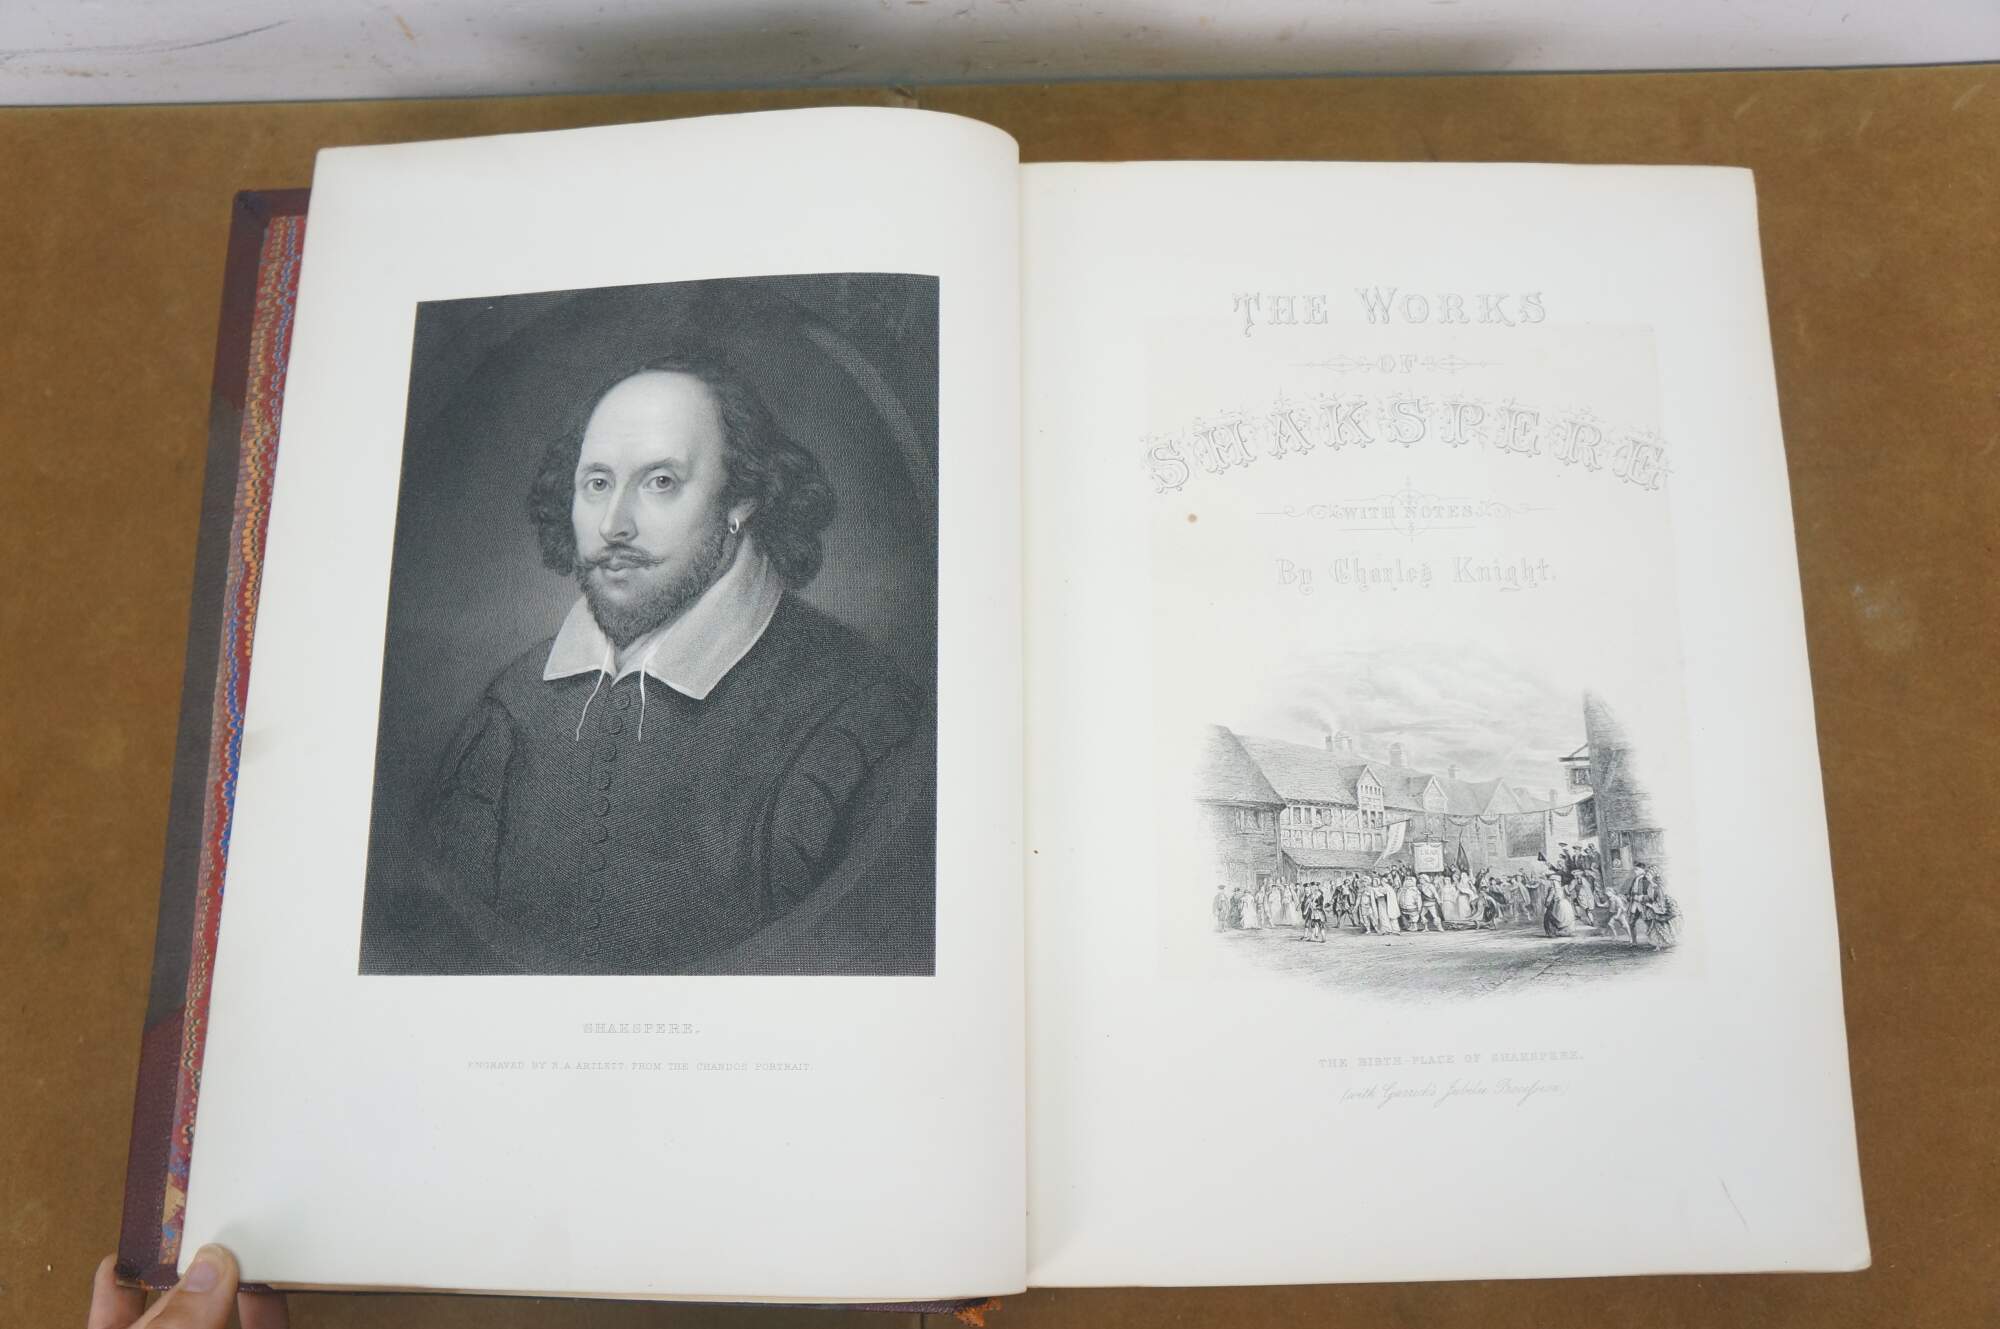 SHAKSPERE.
ENGRAVED BY R. A. ARTLETT, FROM THE CHANDOS PORTRAIT.
THE WORKS
OF
SHAKSPERE
WITH NOTES
By Charles Knight.
THE BIRTH-PLACE OF SHAKSPERE.
(with Garrick's Jubilee Procession)